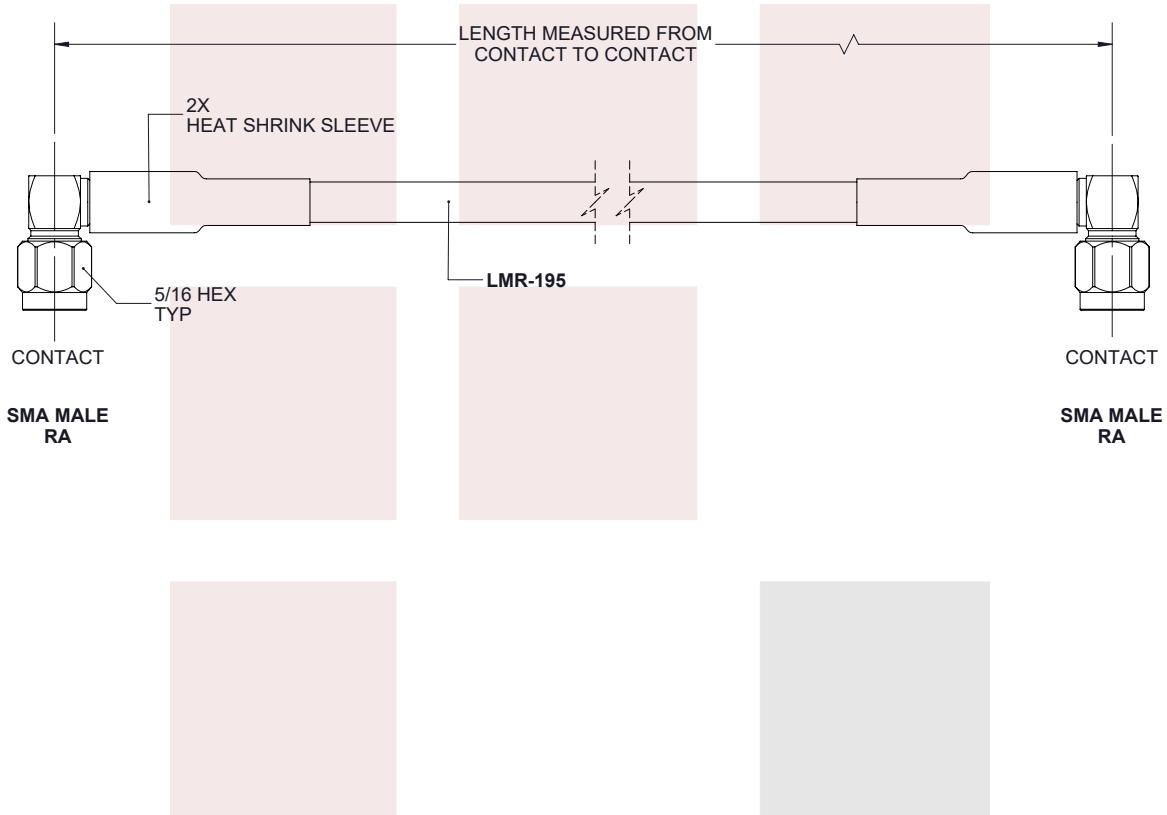 LENGTH MEASURED FROM
CONTACT TO CONTACT
2X
HEAT SHRINK SLEEVE
LMR-195
5/16 HEX
TYP
CONTACT
CONTACT
SMA MALE
RA
SMA MALE
RA